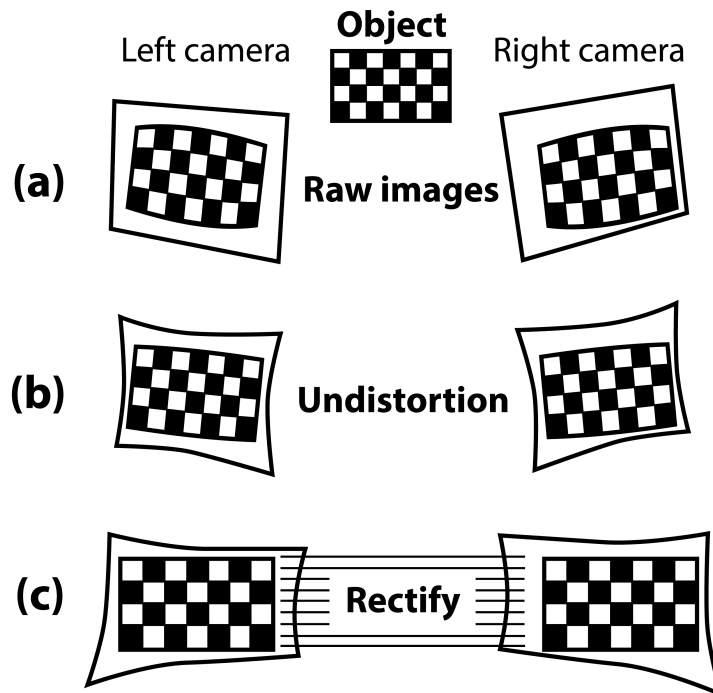 Object
Left camera
Right camera
(a)
Raw images
(b)
Undistortion
(c)
Rectify